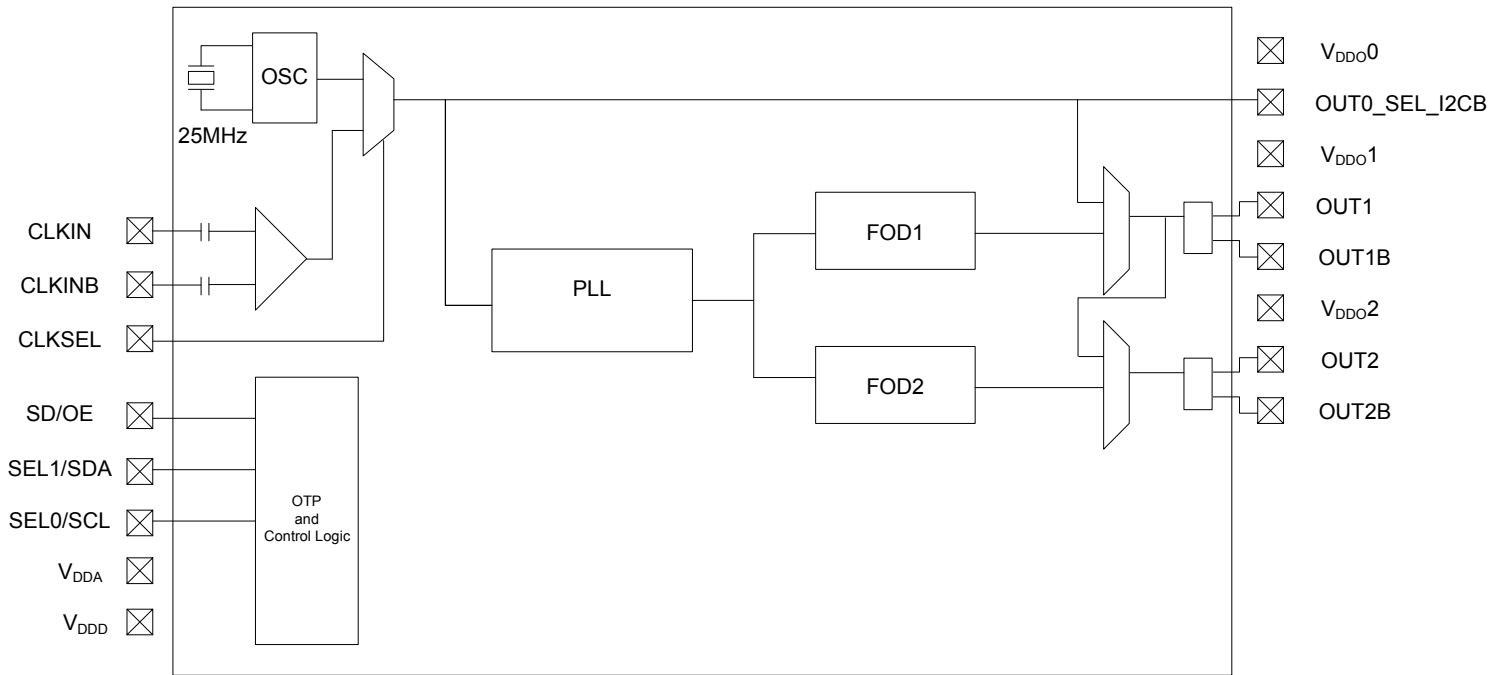 OSC
25MHz
CLKIN
CLKINB
CLKSEL
SD/OE
SEL1/SDA
SEL0/SCL
VDDA
VDDD
OTP
and
Control Logic
PLL
FOD1
FOD2
VDDO0
OUT0_SEL_I2CB
VDDO1
OUT1
OUT1B
VDDO2
OUT2
OUT2B